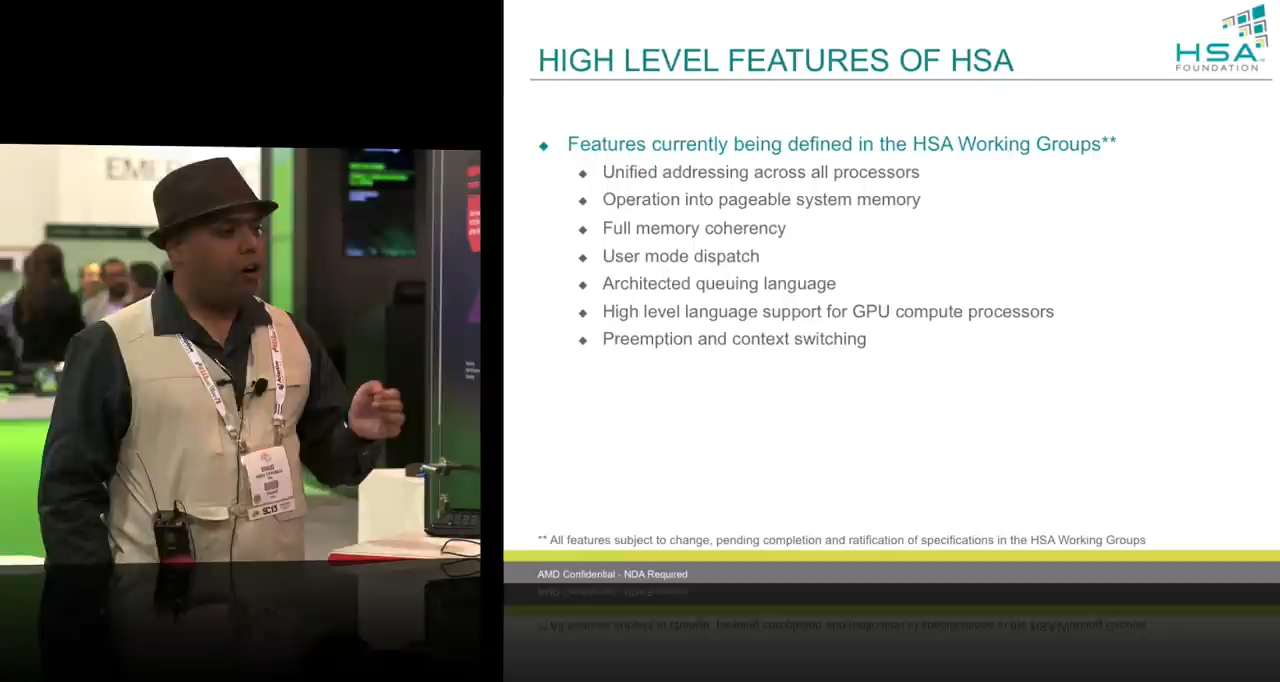 HIGH LEVEL FEATURES OF HSA
HSA
FOUNDATION
Features currently being defined in the HSA Working Groups**
Unified addressing across all processors
Operation into pageable system memory
Full memory coherency
User mode dispatch
Architected queuing language
High level language support for GPU compute processors
Preemption and context switching
** All features subject to change, pending completion and ratification of specifications in the HSA Working Groups
AMD Confidential - NDA Required
EMI
SC13